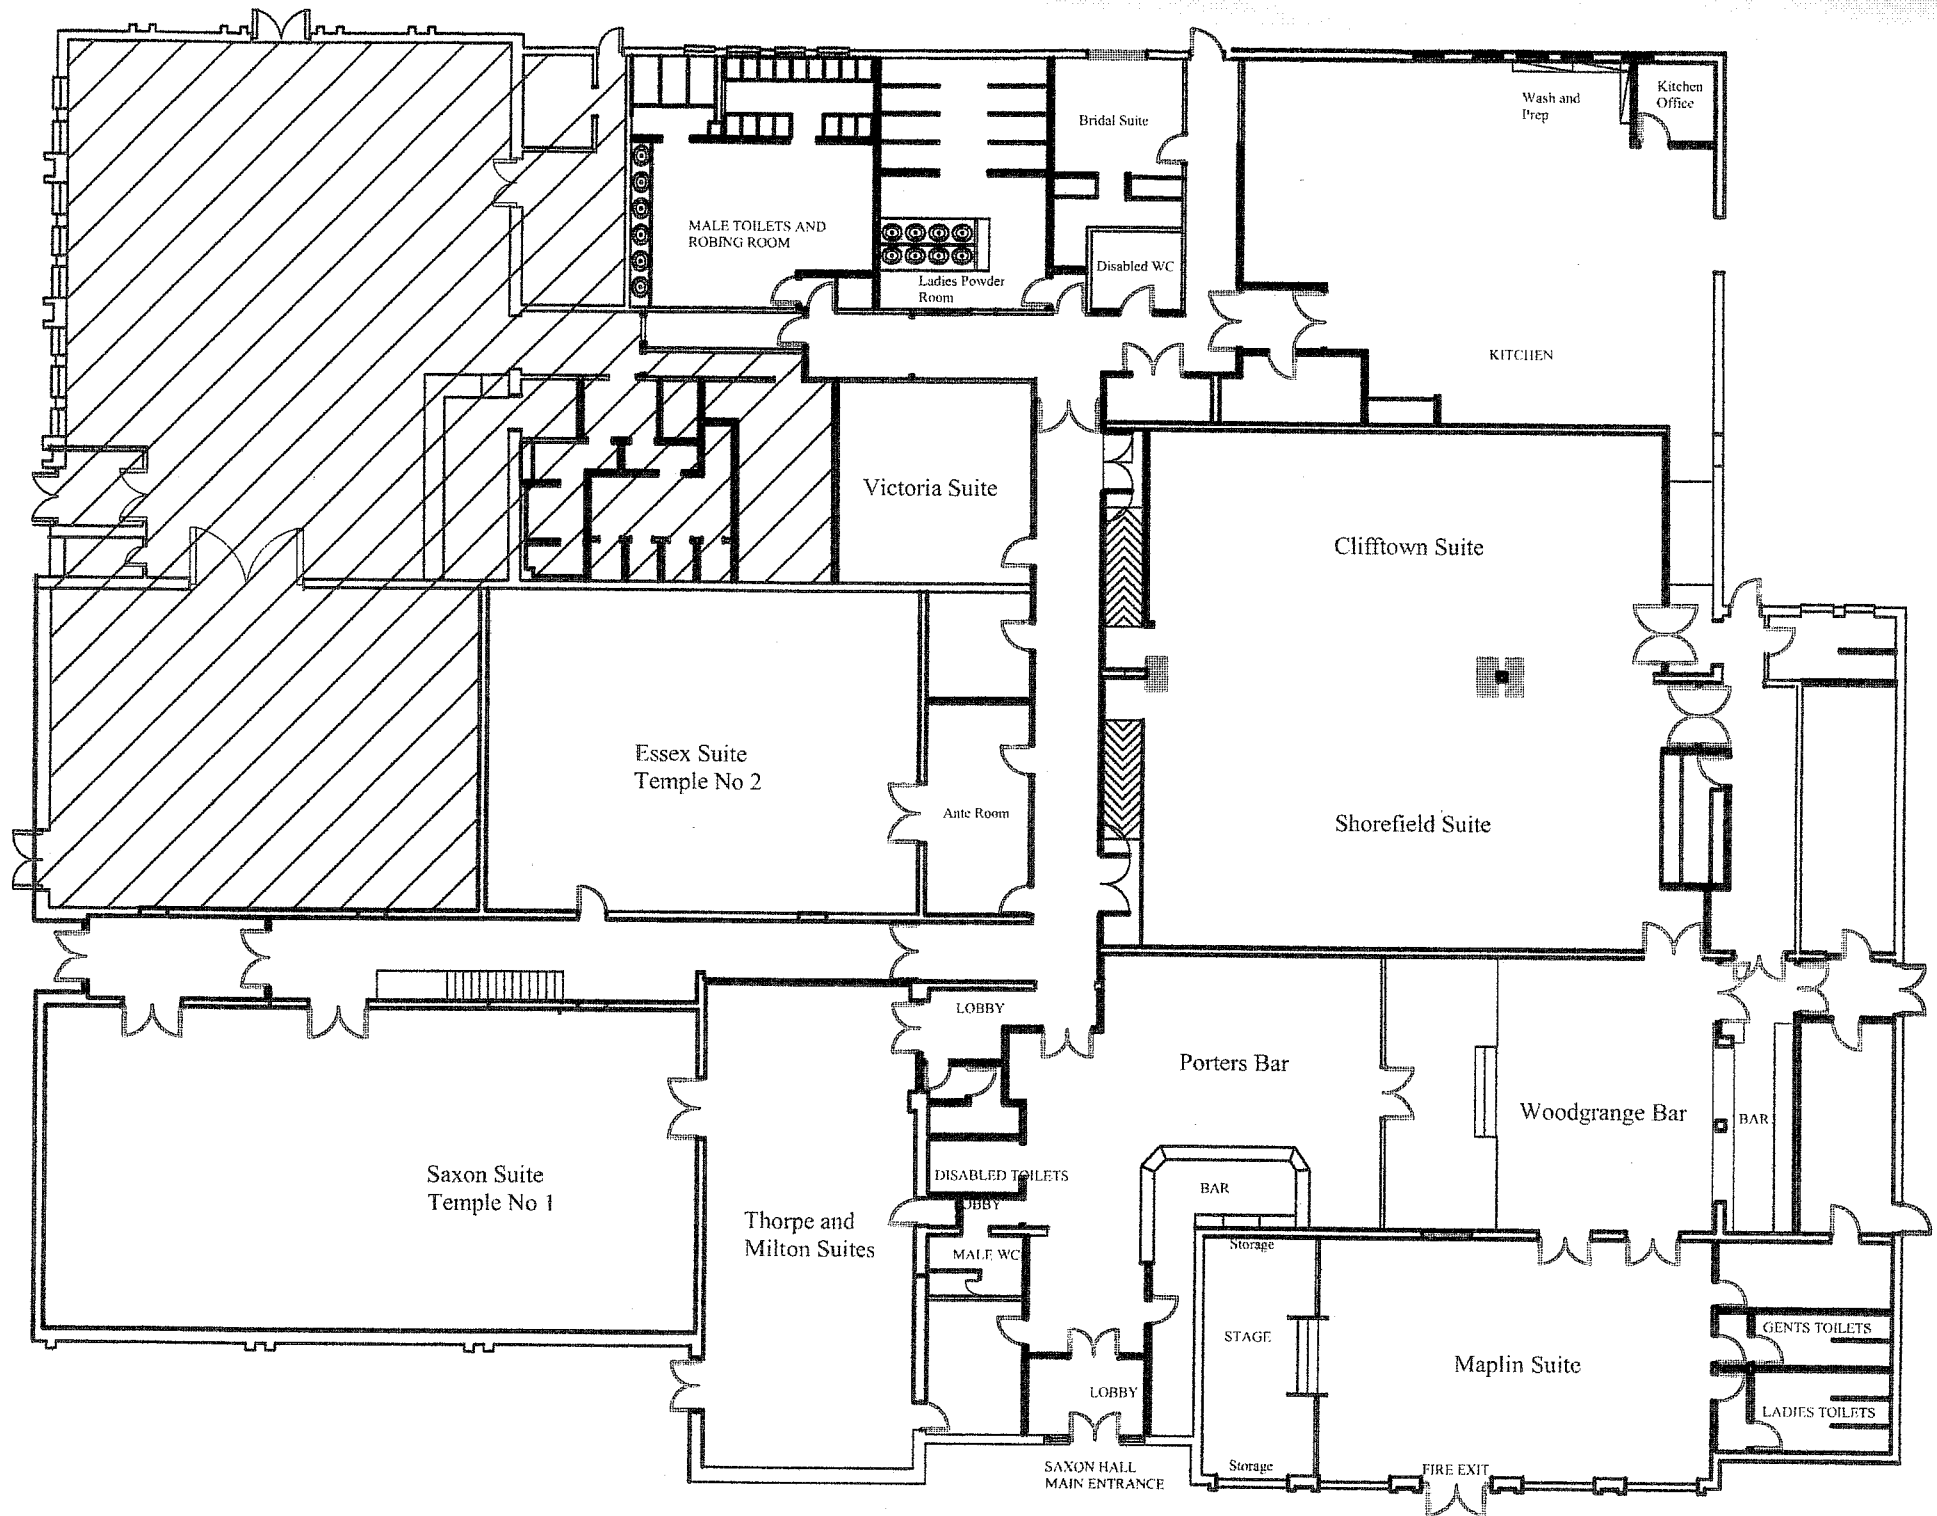 Wash and
Prep
Kitchen
Office
Bridal Suite
MALE TOILETS AND
ROBING ROOM
Disabled WC
Ladies Powder
Room
KITCHEN
Victoria Suite
Clifftown Suite
Essex Suite
Temple No 2
Ante Room
Shorefield Suite
LOBBY
Porters Bar
Woodgrange Bar
BAR
Saxon Suite
Temple No 1
DISABLED TOILETS
LOBBY
BAR
Thorpe and
Milton Suites
MALE WC
Storage
STAGE
GENTS TOILETS
Maplin Suite
LOBBY
LADIES TOILETS
SAXON HALL
MAIN ENTRANCE
Storage
FIRE EXIT